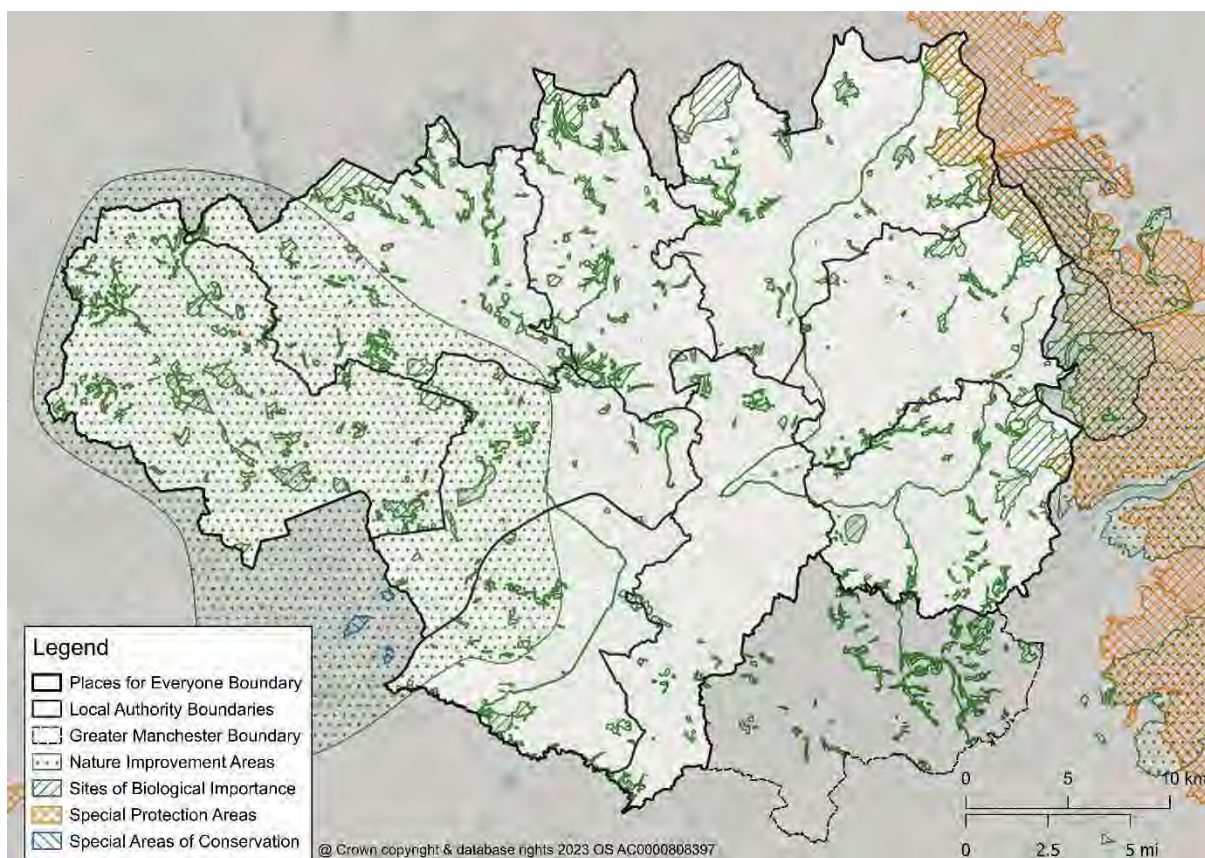 Legend
Places for Everyone Boundary
Local Authority Boundaries
Greater Manchester Boundary
Nature Improvement Areas
Sites of Biological Importance
Special Protection Areas
Special Areas of Conservation
@ Crown copyright & database rights 2023 OS AC0000808397
0 5 10 km
0 2.5 5 mi